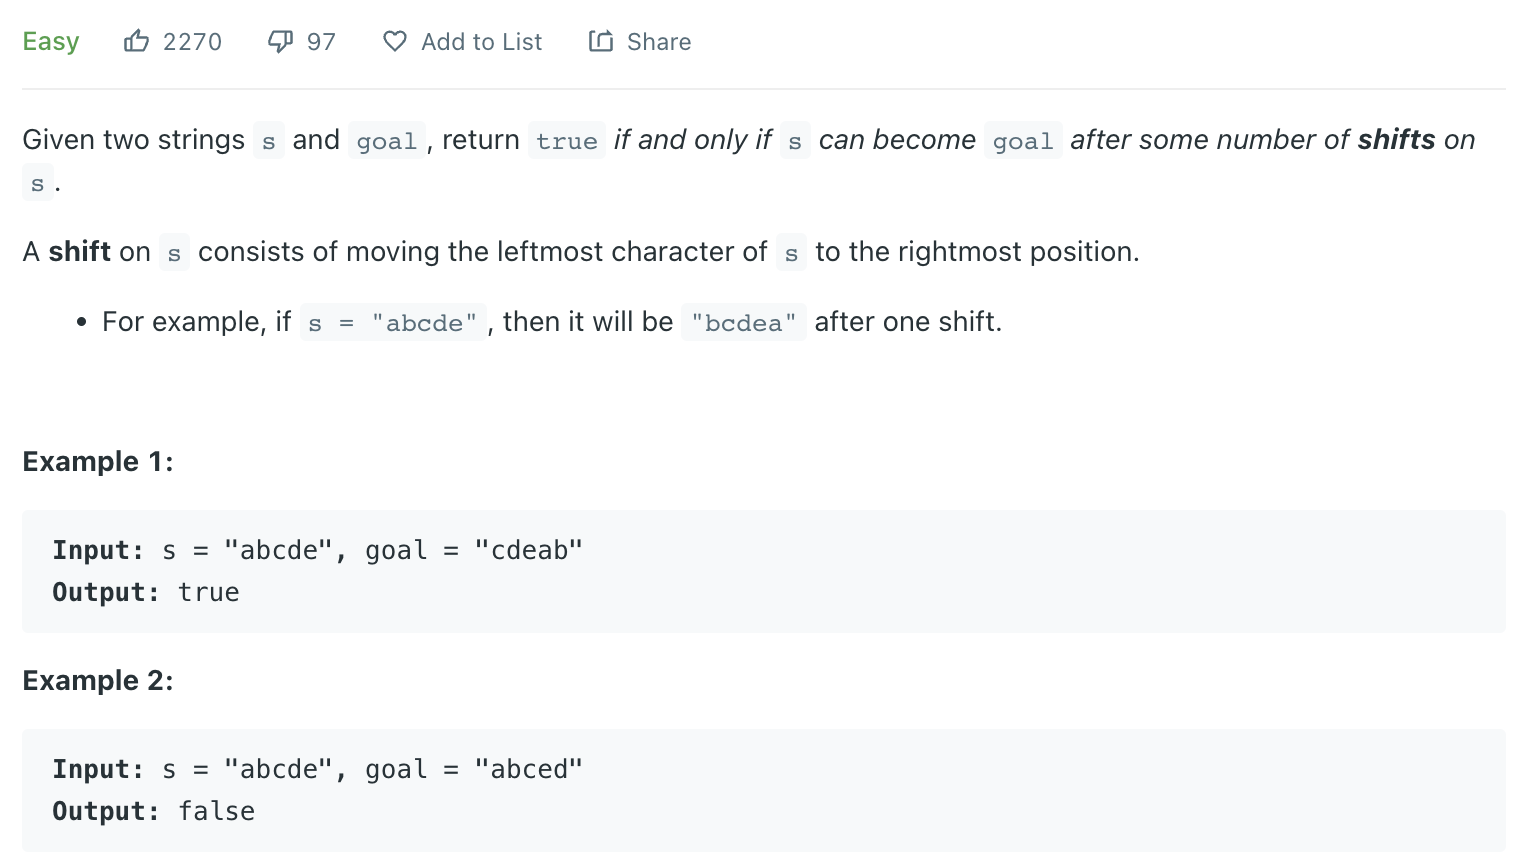 Easy 2270 97 Add to List Share
Given two strings s and goal, return true if and only if s can become goal after some number of shifts on
s.
A shift on s consists of moving the leftmost character of s to the rightmost position.
• For example, if s = "abcde", then it will be "bcdea" after one shift.
Example 1:
Input: s = "abcde", goal = "cdeab"
Output: true
Example 2:
Input: s = "abcde", goal = "abced"
Output: false